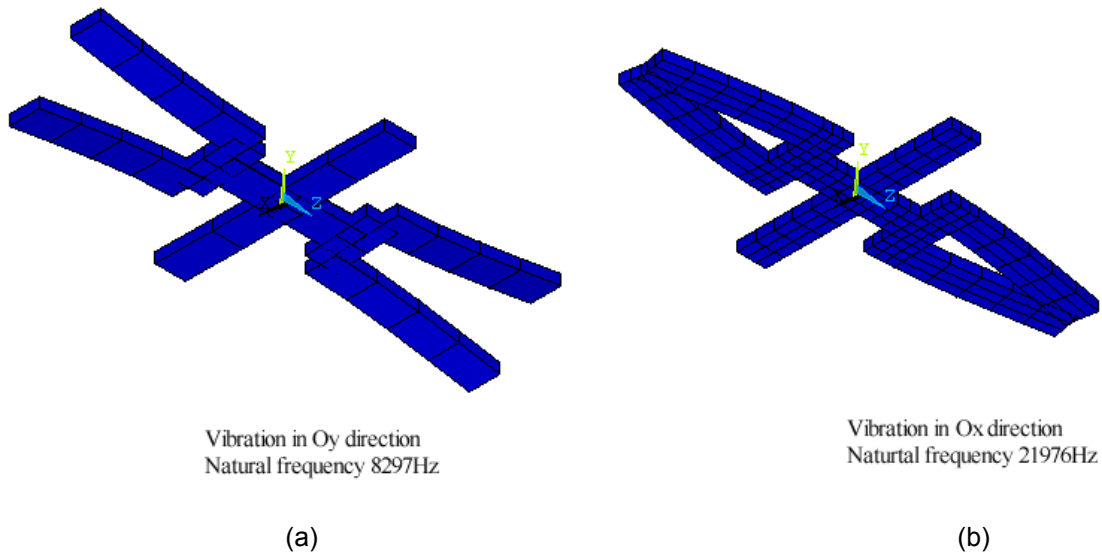 Y
Z
Y
Z
Vibration in Oy direction
Natural frequency 8297Hz
Vibration in Ox direction
Naturtal frequency 21976Hz
(a)
(b)